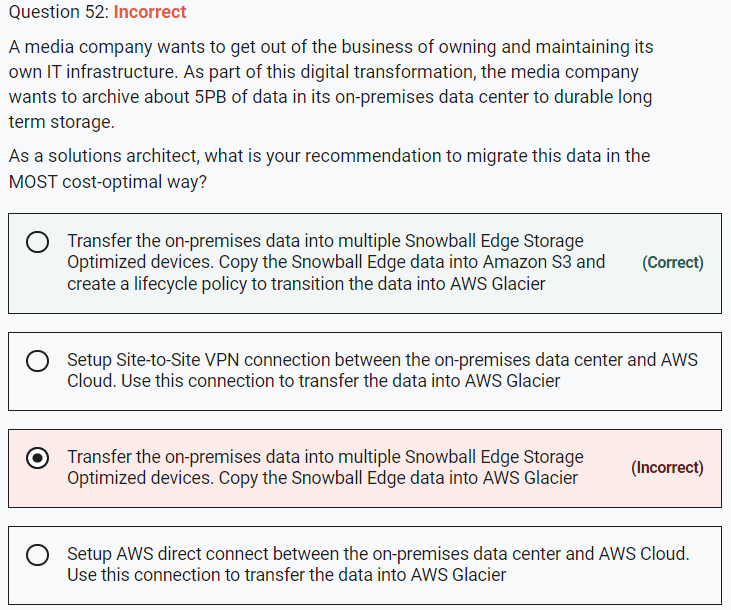 Question 52: Incorrect
A media company wants to get out of the business of owning and maintaining its
own IT infrastructure. As part of this digital transformation, the media company
wants to archive about 5PB of data in its on-premises data center to durable long
term storage.
As a solutions architect, what is your recommendation to migrate this data in the
MOST cost-optimal way?
Transfer the on-premises data into multiple Snowball Edge Storage
Optimized devices. Copy the Snowball Edge data into Amazon S3 and
create a lifecycle policy to transition the data into AWS Glacier
(Correct)
Setup Site-to-Site VPN connection between the on-premises data center and AWS
Cloud. Use this connection to transfer the data into AWS Glacier
Transfer the on-premises data into multiple Snowball Edge Storage
Optimized devices. Copy the Snowball Edge data into AWS Glacier
(Incorrect)
Setup AWS direct connect between the on-premises data center and AWS Cloud.
Use this connection to transfer the data into AWS Glacier